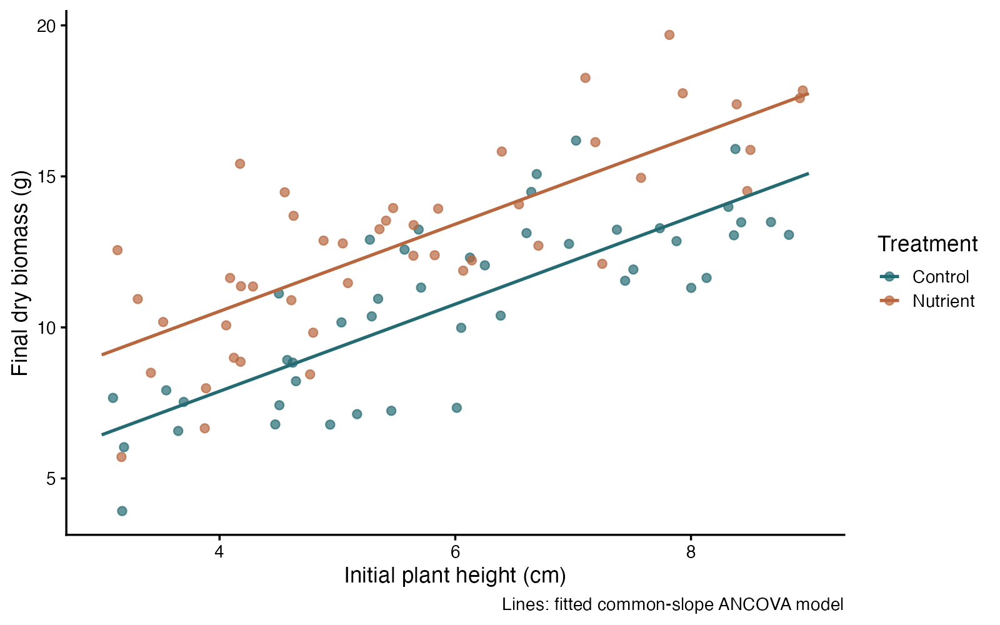 20
15
10
5
Final dry biomass (g)
4
6
8
Initial plant height (cm)
Lines: fitted common-slope ANCOVA model
Treatment
Control
Nutrient